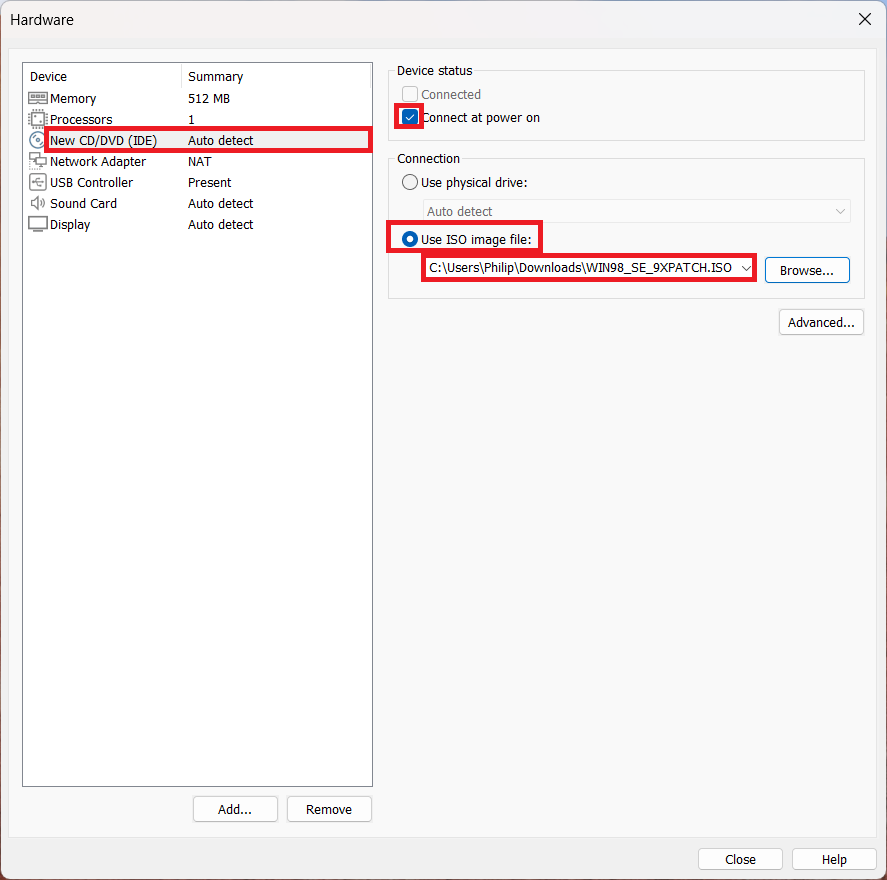 Hardware
Device Summary
Memory 512 MB
Processors 1
New CD/DVD (IDE) Auto detect
Network Adapter NAT
USB Controller Present
Sound Card Auto detect
Display Auto detect
Add... Remove
Device status
Connected
Connect at power on
Connection
Use physical drive:
Auto detect
Use ISO image file:
C:\Users\Philip\Downloads\WIN98_SE_9XPATCH.ISO Browse...
Advanced...
Close Help